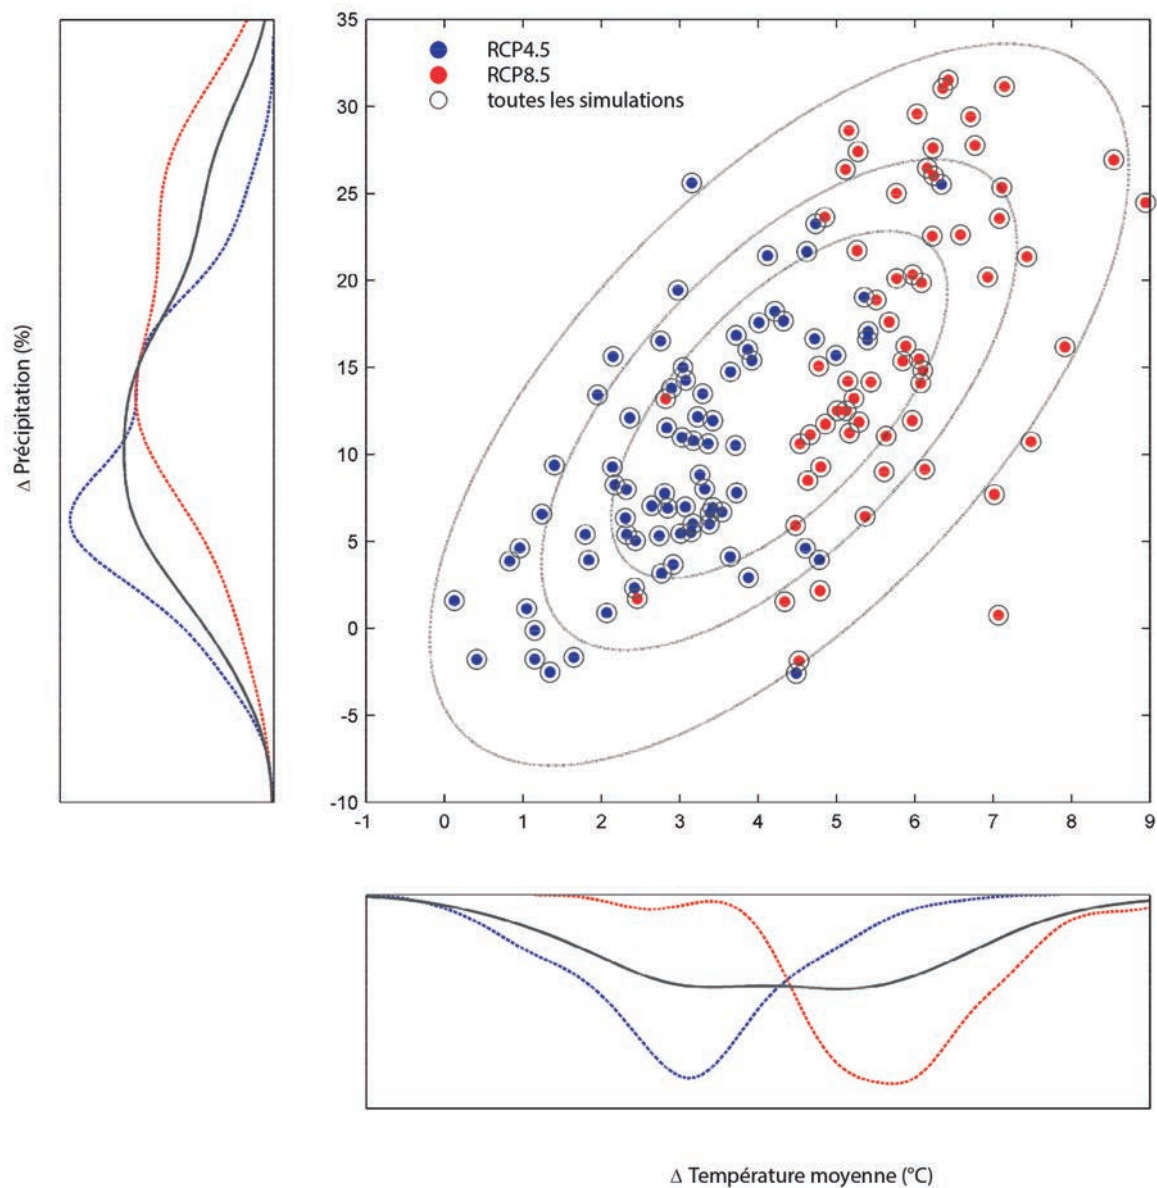 35
30
25
20
15
10
5
0
-5
-10
RCP4.5
RCP8.5
toutes les simulations
Δ Précipitation (%)
-1 0 1 2 3 4 5 6 7 8 9
Δ Température moyenne (°C)